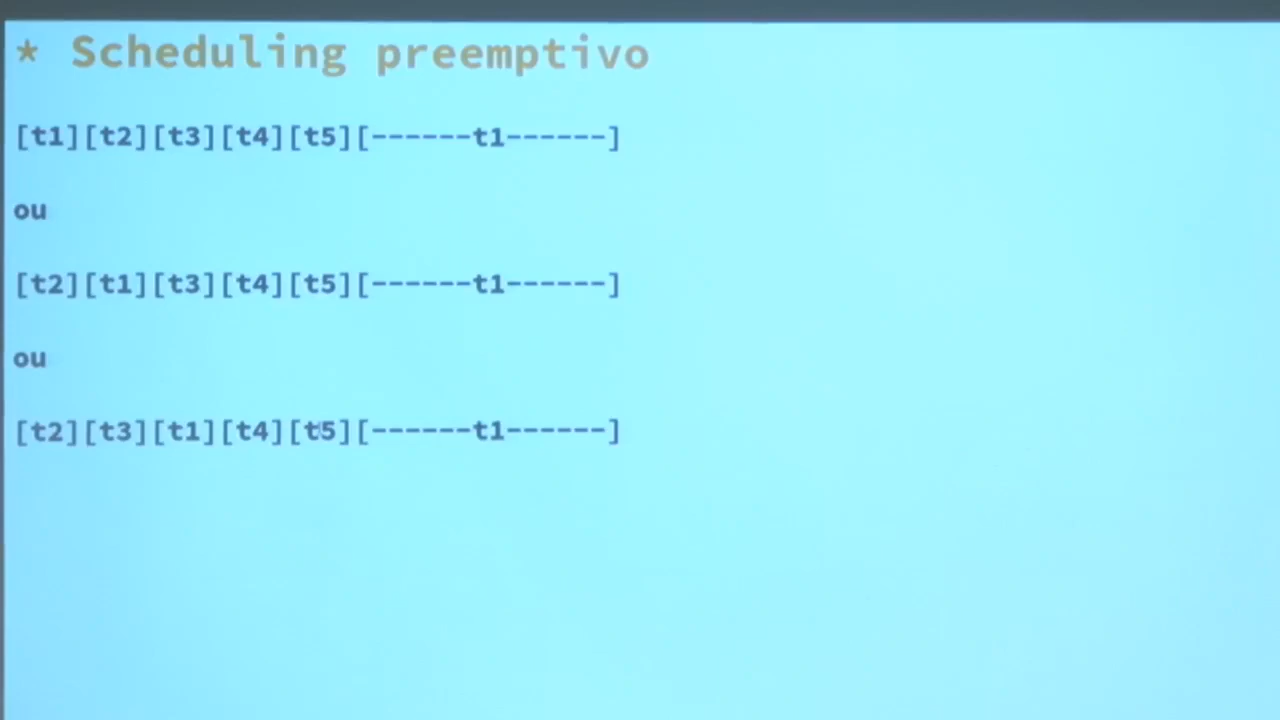 * Scheduling preemptivo
[t1][t2][t3][t4][t5][------t1------]
ou
[t2][t1][t3][t4][t5][------t1------]
ou
[t2][t3][t1][t4][t5][------t1------]